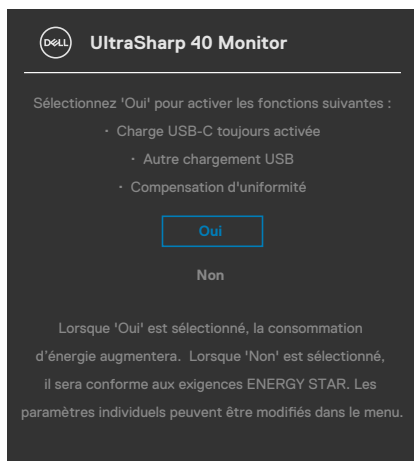 DELL UltraSharp 40 Monitor
Sélectionnez 'Oui' pour activer les fonctions suivantes :
· Charge USB-C toujours activée
· Autre chargement USB
· Compensation d'uniformité
Oui
Non
Lorsque 'Oui' est sélectionné, la consommation
d’énergie augmentera. Lorsque 'Non' est sélectionné,
il sera conforme aux exigences ENERGY STAR. Les
paramètres individuels peuvent être modifiés dans le menu.